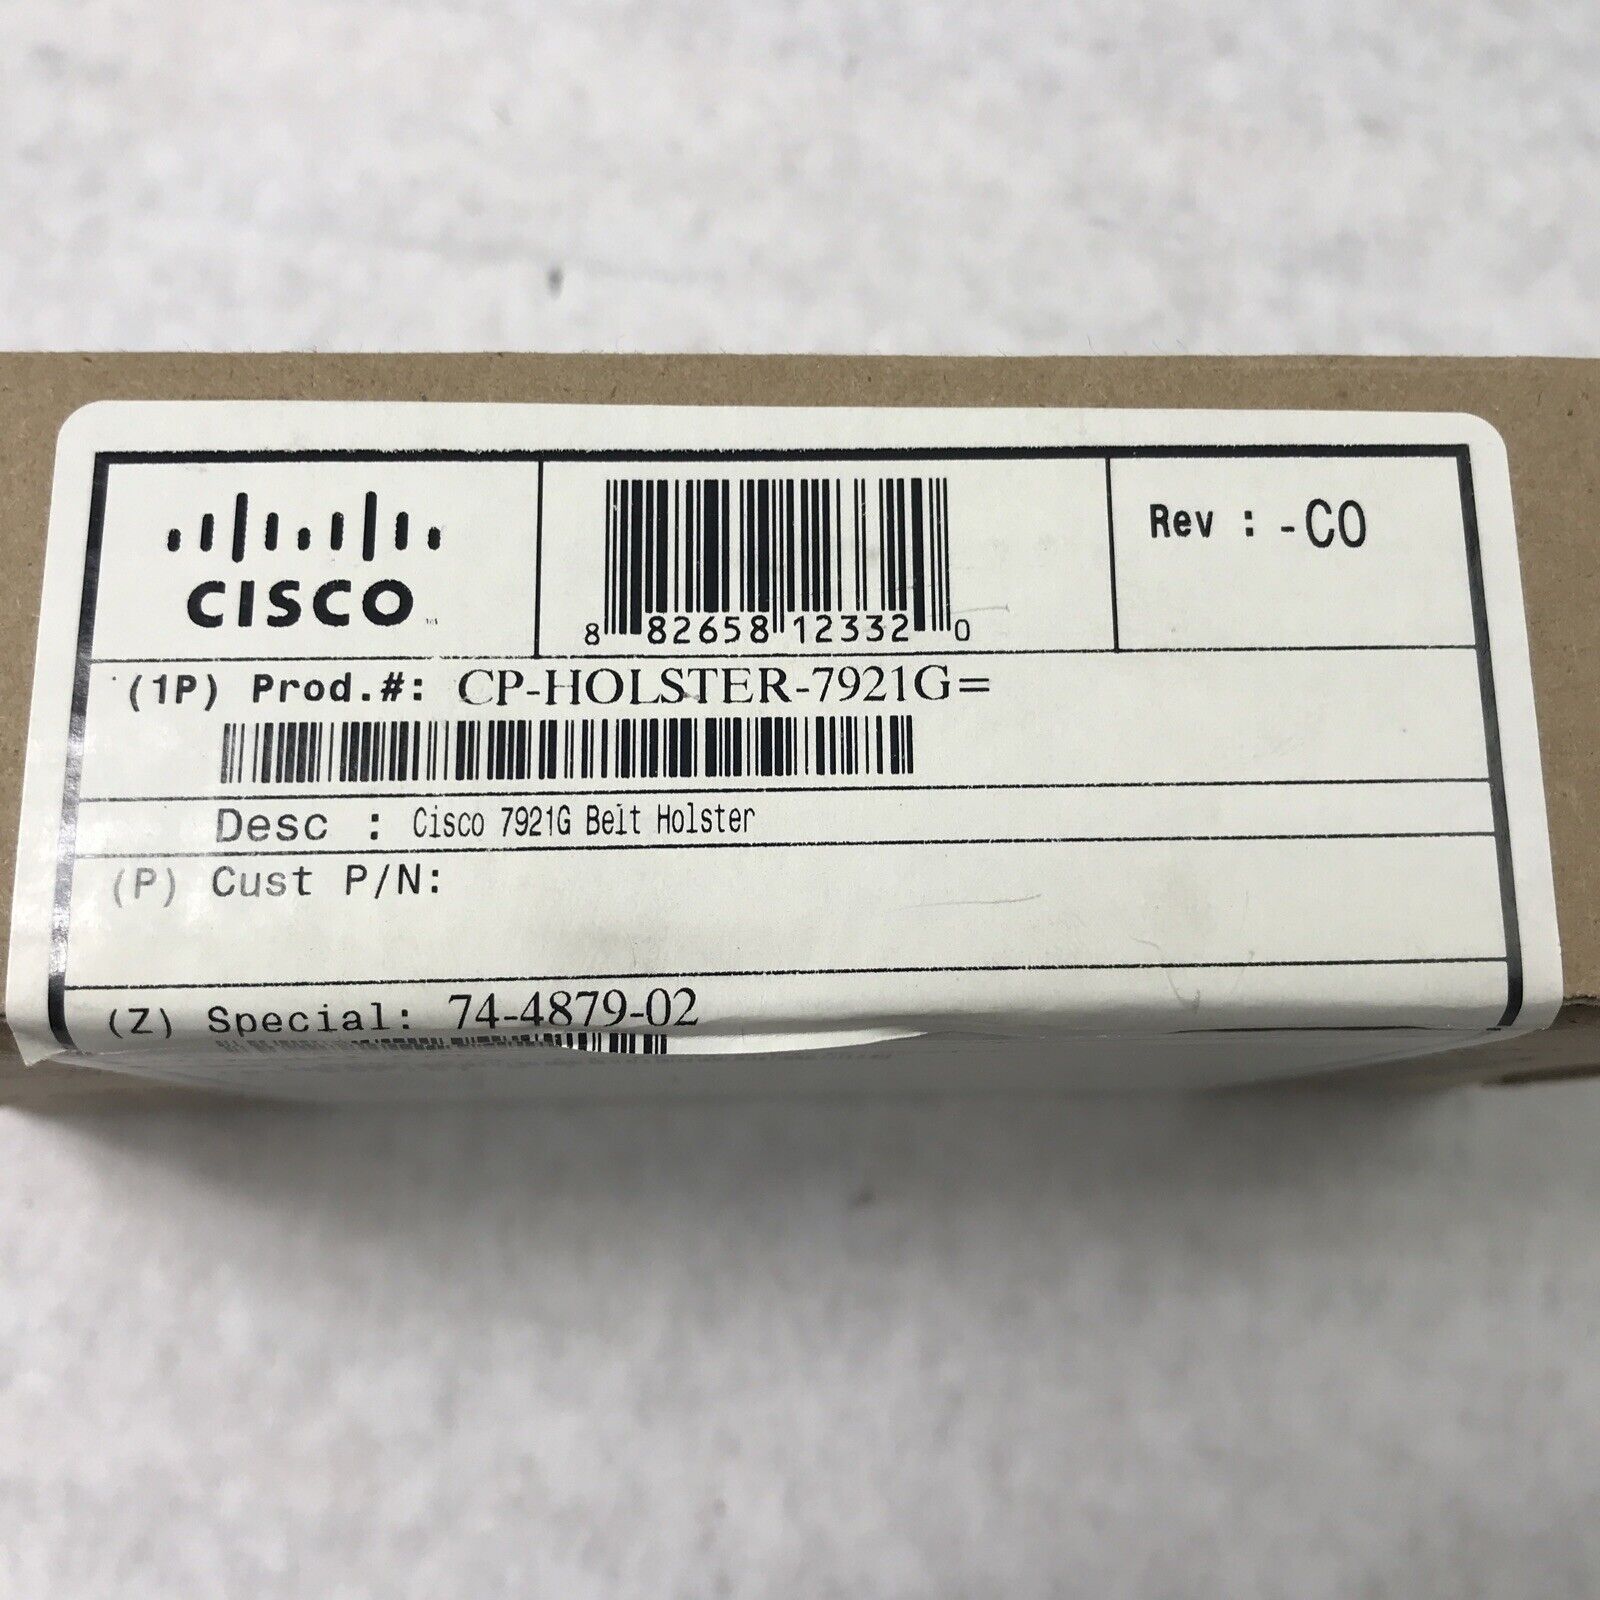 CISCO
8 82658 12332 0
Rev : -C0
(1P) Prod.#: CP-HOLSTER-7921G=
Desc : Cisco 7921G Belt Holster
(P) Cust P/N:
(Z) Special: 74-4879-02